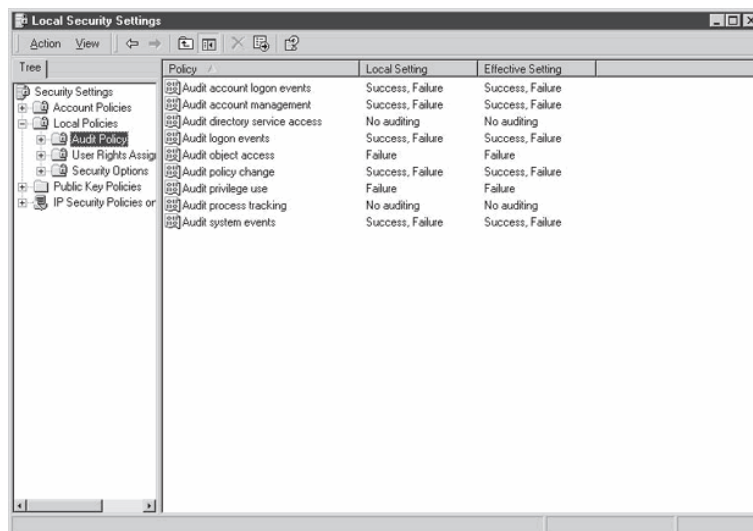 Local Security Settings
Action View
Tree
Security Settings
Account Policies
Local Policies
Audit Policy
User Rights Assig
Security Options
Public Key Policies
IP Security Policies or
Policy Local Setting Effective Setting
Audit account logon events Success, Failure Success, Failure
Audit account management Success, Failure Success, Failure
Audit directory service access No auditing No auditing
Audit logon events Success, Failure Success, Failure
Audit object access Failure Failure
Audit policy change Success, Failure Success, Failure
Audit privilege use Failure Failure
Audit process tracking No auditing No auditing
Audit system events Success, Failure Success, Failure